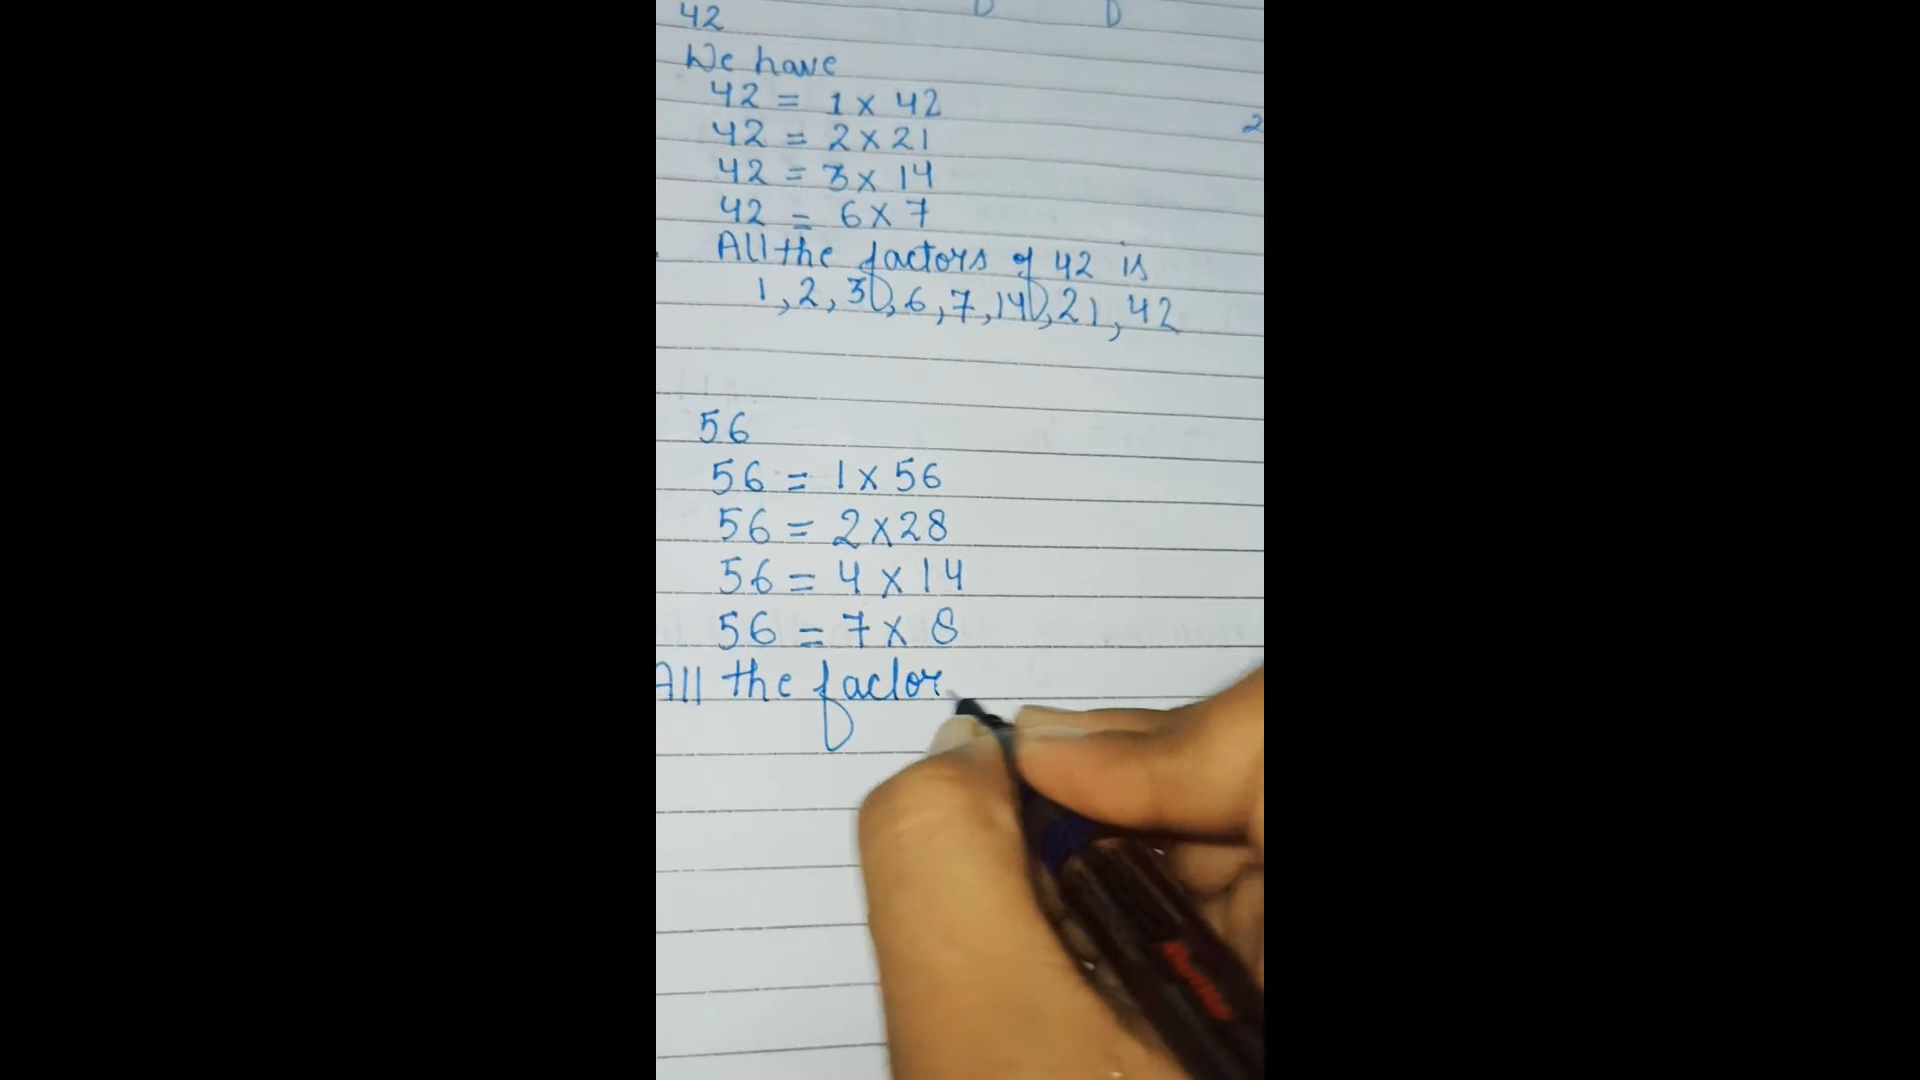 42
We have
42 = 1 x 42
42 = 2 x 21
42 = 3 x 14
42 = 6 x 7
All the factors of 42 is
1, 2, 3, 6, 7, 14, 21, 42
2
56
56 = 1 x 56
56 = 2 x 28
56 = 4 x 14
56 = 7 x 8
All the factor